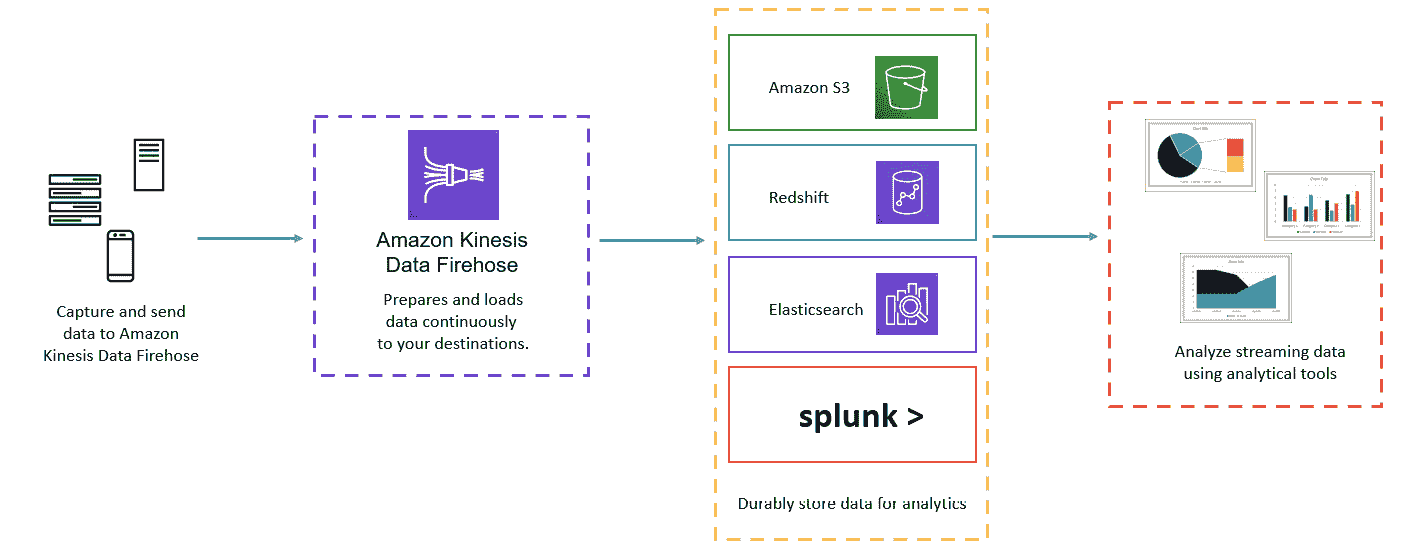 Capture and send
data to Amazon
Kinesis Data Firehose
Amazon Kinesis
Data Firehose
Prepares and loads
data continuously
to your destinations.
Amazon S3
Redshift
Elasticsearch
splunk >
Durably store data for analytics
Analyze streaming data
using analytical tools